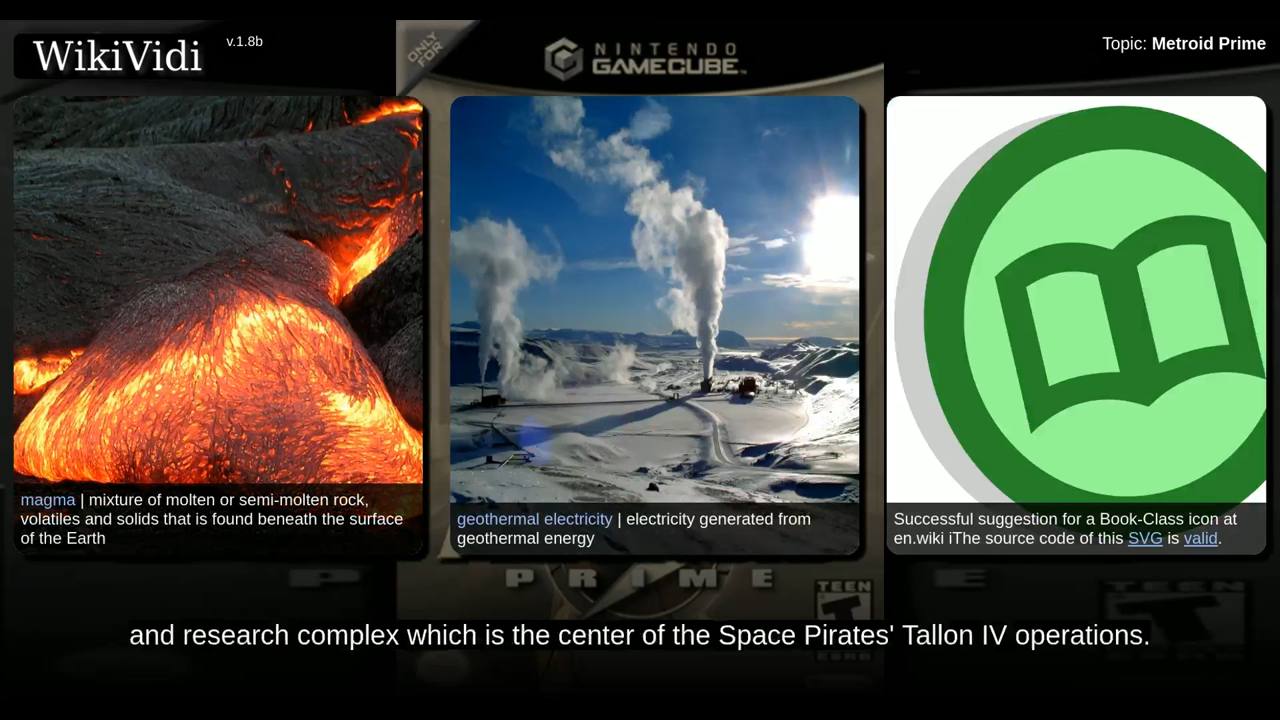 WikiVidi
v.1.8b
ONLY
FOR
NINTENDO
GAMECUBE
Topic: Metroid Prime
magma | mixture of molten or semi-molten rock,
volatiles and solids that is found beneath the surface
of the Earth
geothermal electricity | electricity generated from
geothermal energy
Successful suggestion for a Book-Class icon at
en.wiki iThe source code of this SVG is valid.
P
PRIME
E
TEEN
TEEN
T
T
and research complex which is the center of the Space Pirates' Tallon IV operations.
ESRB